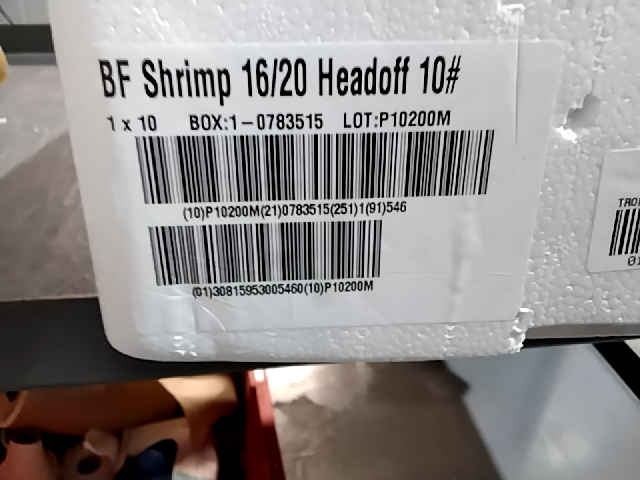 BF Shrimp 16/20 Headoff 10#
1 x 10 BOX:1-0783515 LOT:P10200M
(10)P10200M(21)0783515(251)1(91)546
(01)30815953005460(10)P10200M